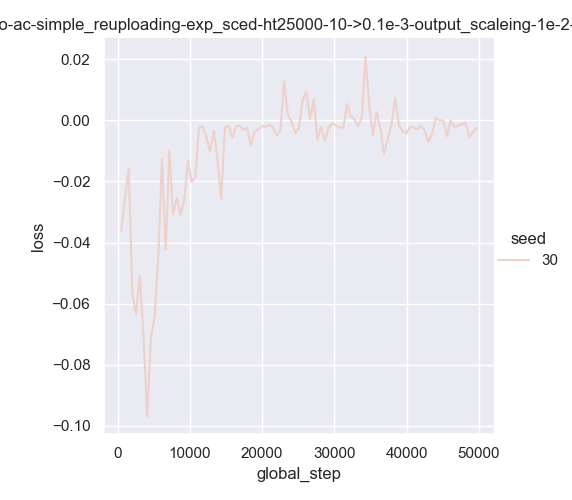 o-ac-simple_reuploading-exp_sced-ht25000-10->0.1e-3-output_scaleing-1e-2-
0.02
0.00
−0.02
−0.04
−0.06
−0.08
−0.10
loss
0 10000 20000 30000 40000 50000
global_step
seed
30